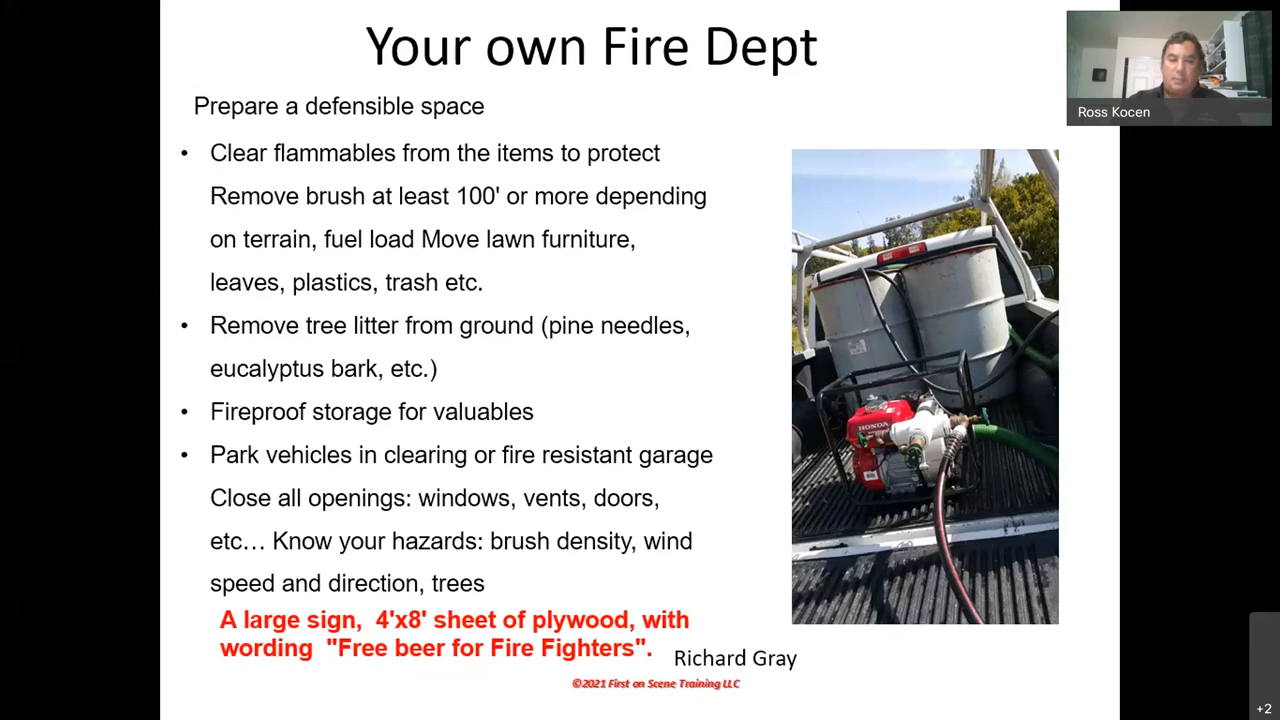 Your own Fire Dept
Ross Kocen
Prepare a defensible space
• Clear flammables from the items to protect
Remove brush at least 100' or more depending
on terrain, fuel load Move lawn furniture,
leaves, plastics, trash etc.
• Remove tree litter from ground (pine needles,
eucalyptus bark, etc.)
• Fireproof storage for valuables
• Park vehicles in clearing or fire resistant garage
Close all openings: windows, vents, doors,
etc… Know your hazards: brush density, wind
speed and direction, trees
A large sign, 4'x8' sheet of plywood, with
wording "Free beer for Fire Fighters".
Richard Gray
©2021 First on Scene Training LLC
HONDA
+2